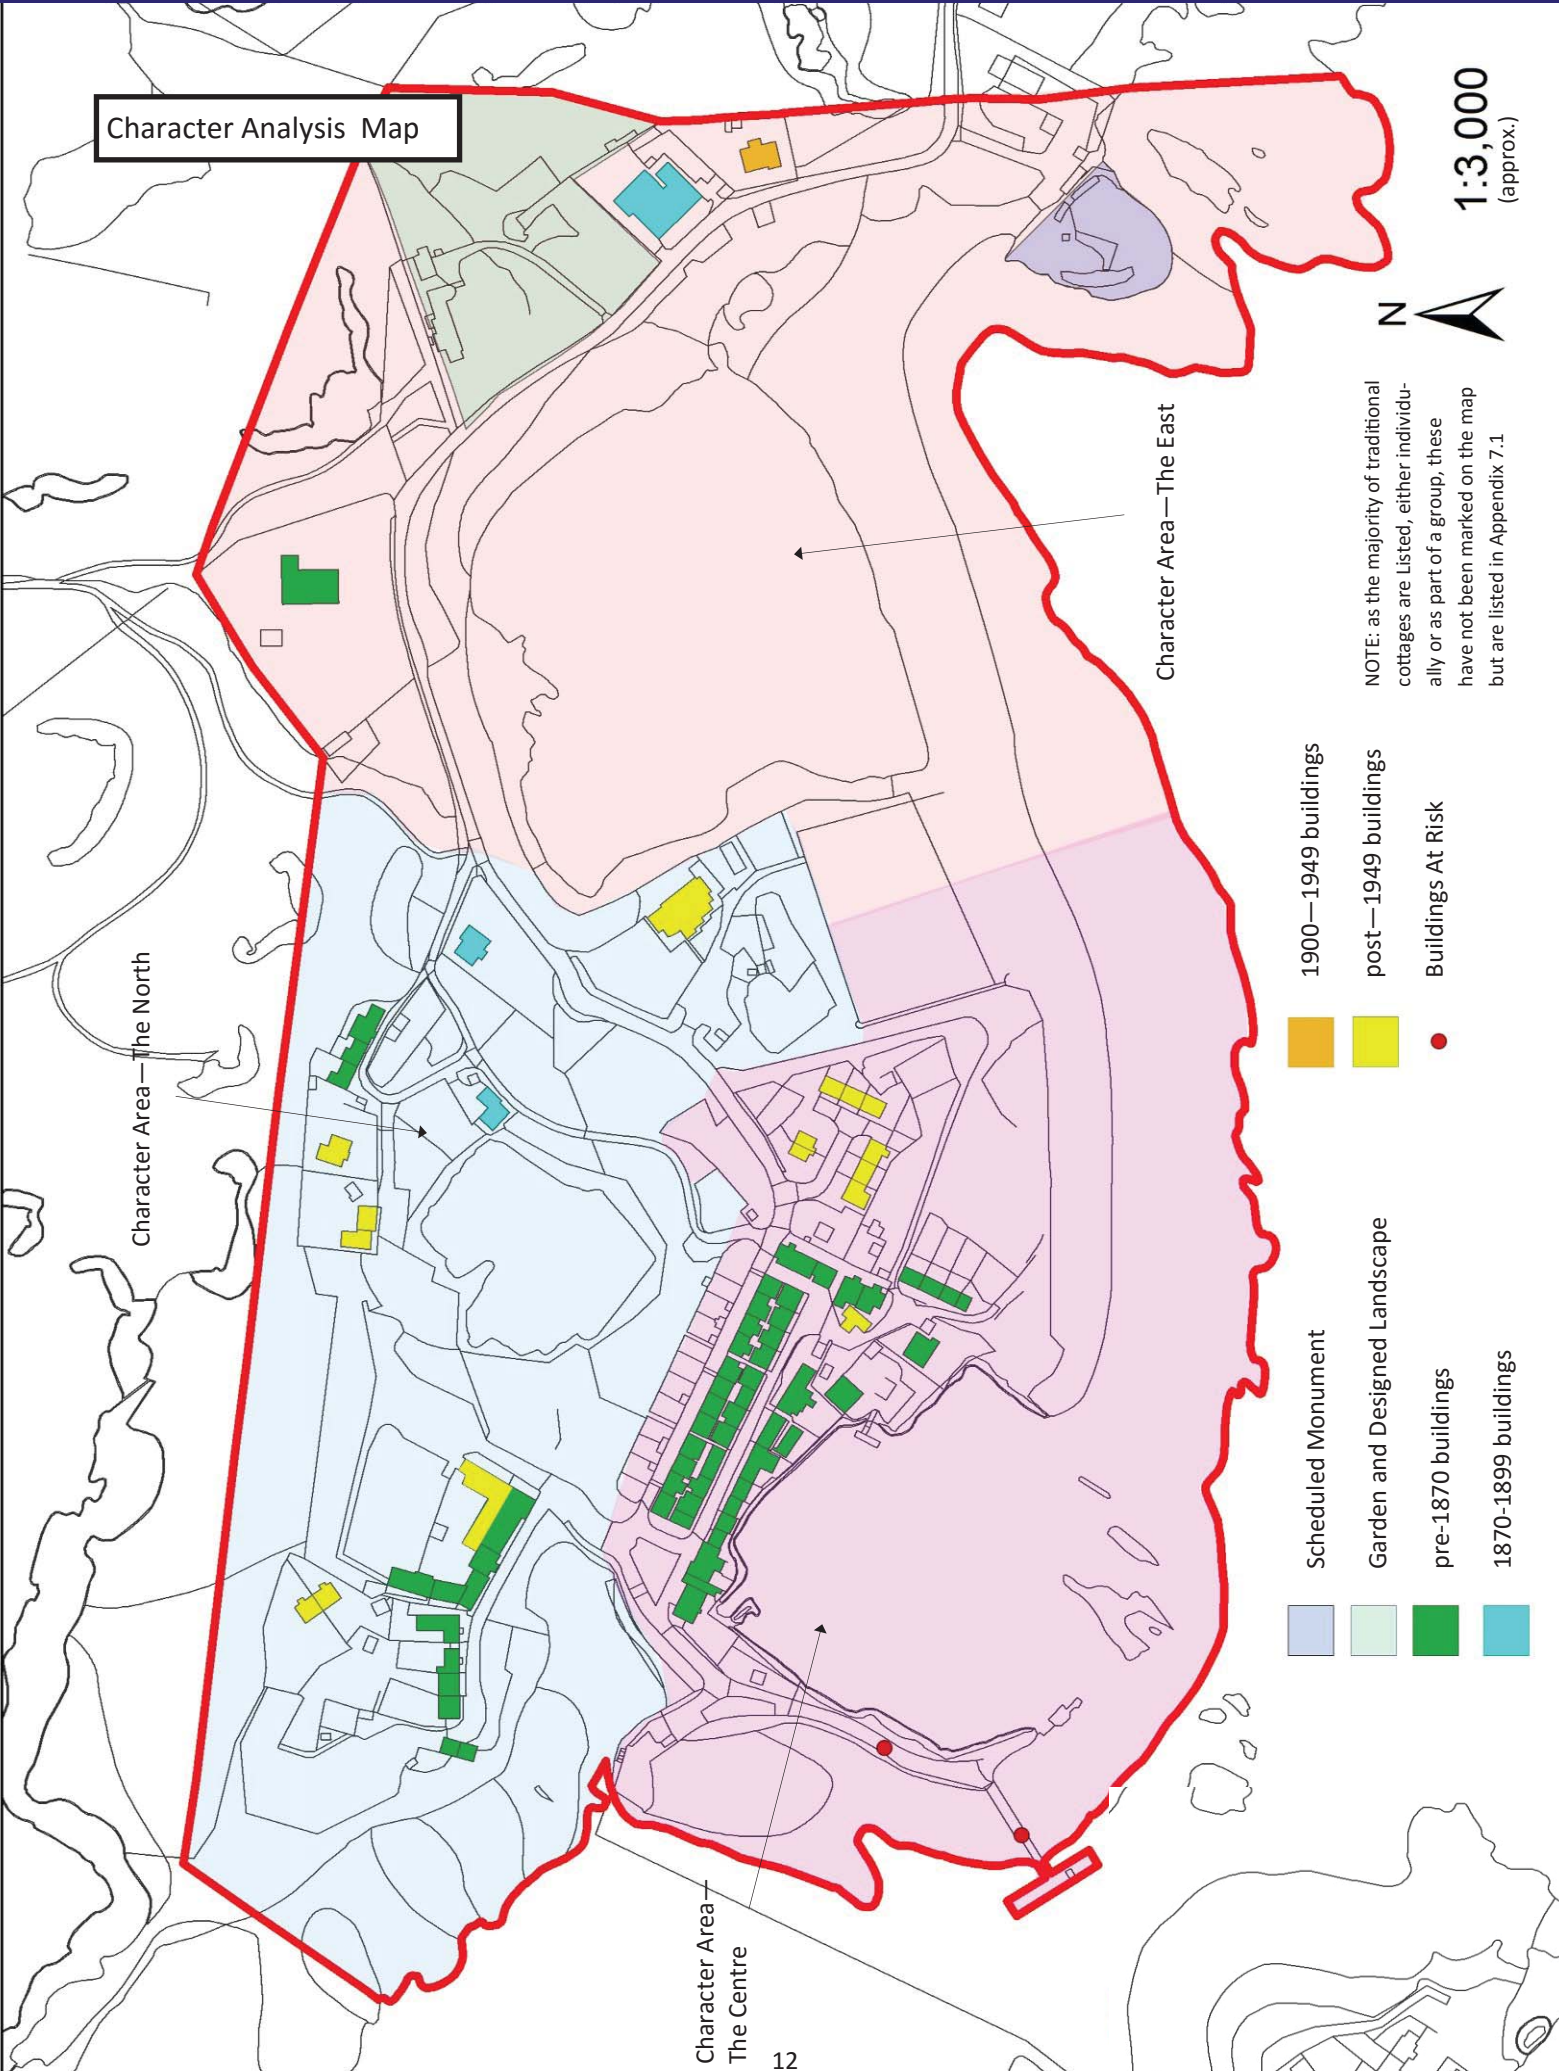 Character Analysis Map
Character Area—The North
Character Area—The East
Character Area—
The Centre
Scheduled Monument
Garden and Designed Landscape
pre-1870 buildings
1870-1899 buildings
1900—1949 buildings
post—1949 buildings
Buildings At Risk
NOTE: as the majority of traditional
cottages are Listed, either individu-
ally or as part of a group, these
have not been marked on the map
but are listed in Appendix 7.1
N
1:3,000
(approx.)
12